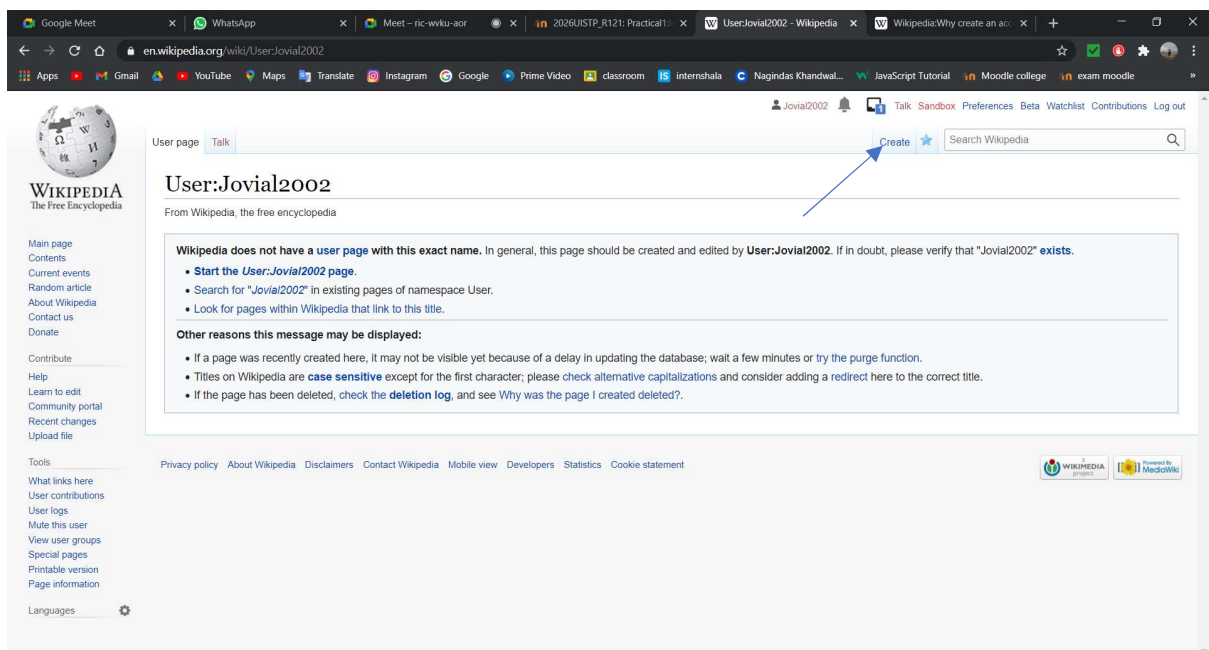 Google Meet
WhatsApp
Meet – ric-wvku-aor
2026UISTP_R121: Practical1:
User:Jovial2002 - Wikipedia
Wikipedia:Why create an acc
en.wikipedia.org/wiki/User:Jovial2002
Apps Gmail YouTube Maps Translate Instagram Google Prime Video classroom internshala Nagindas Khandwal... JavaScript Tutorial Moodle college exam moodle »
Jovial2002 1 Talk Sandbox Preferences Beta Watchlist Contributions Log out
User page Talk Create Search Wikipedia
WIKIPEDIA
The Free Encyclopedia
User:Jovial2002
From Wikipedia, the free encyclopedia
Wikipedia does not have a user page with this exact name. In general, this page should be created and edited by User:Jovial2002. If in doubt, please verify that "Jovial2002" exists.
• Start the User:Jovial2002 page.
• Search for "Jovial2002" in existing pages of namespace User.
• Look for pages within Wikipedia that link to this title.
Other reasons this message may be displayed:
• If a page was recently created here, it may not be visible yet because of a delay in updating the database; wait a few minutes or try the purge function.
• Titles on Wikipedia are case sensitive except for the first character; please check alternative capitalizations and consider adding a redirect here to the correct title.
• If the page has been deleted, check the deletion log, and see Why was the page I created deleted?.
Main page
Contents
Current events
Random article
About Wikipedia
Contact us
Donate
Contribute
Help
Learn to edit
Community portal
Recent changes
Upload file
Tools
What links here
User contributions
User logs
Mute this user
View user groups
Special pages
Printable version
Page information
Languages
Privacy policy About Wikipedia Disclaimers Contact Wikipedia Mobile view Developers Statistics Cookie statement
a
WIKIMEDIA
project
Powered By
MediaWiki